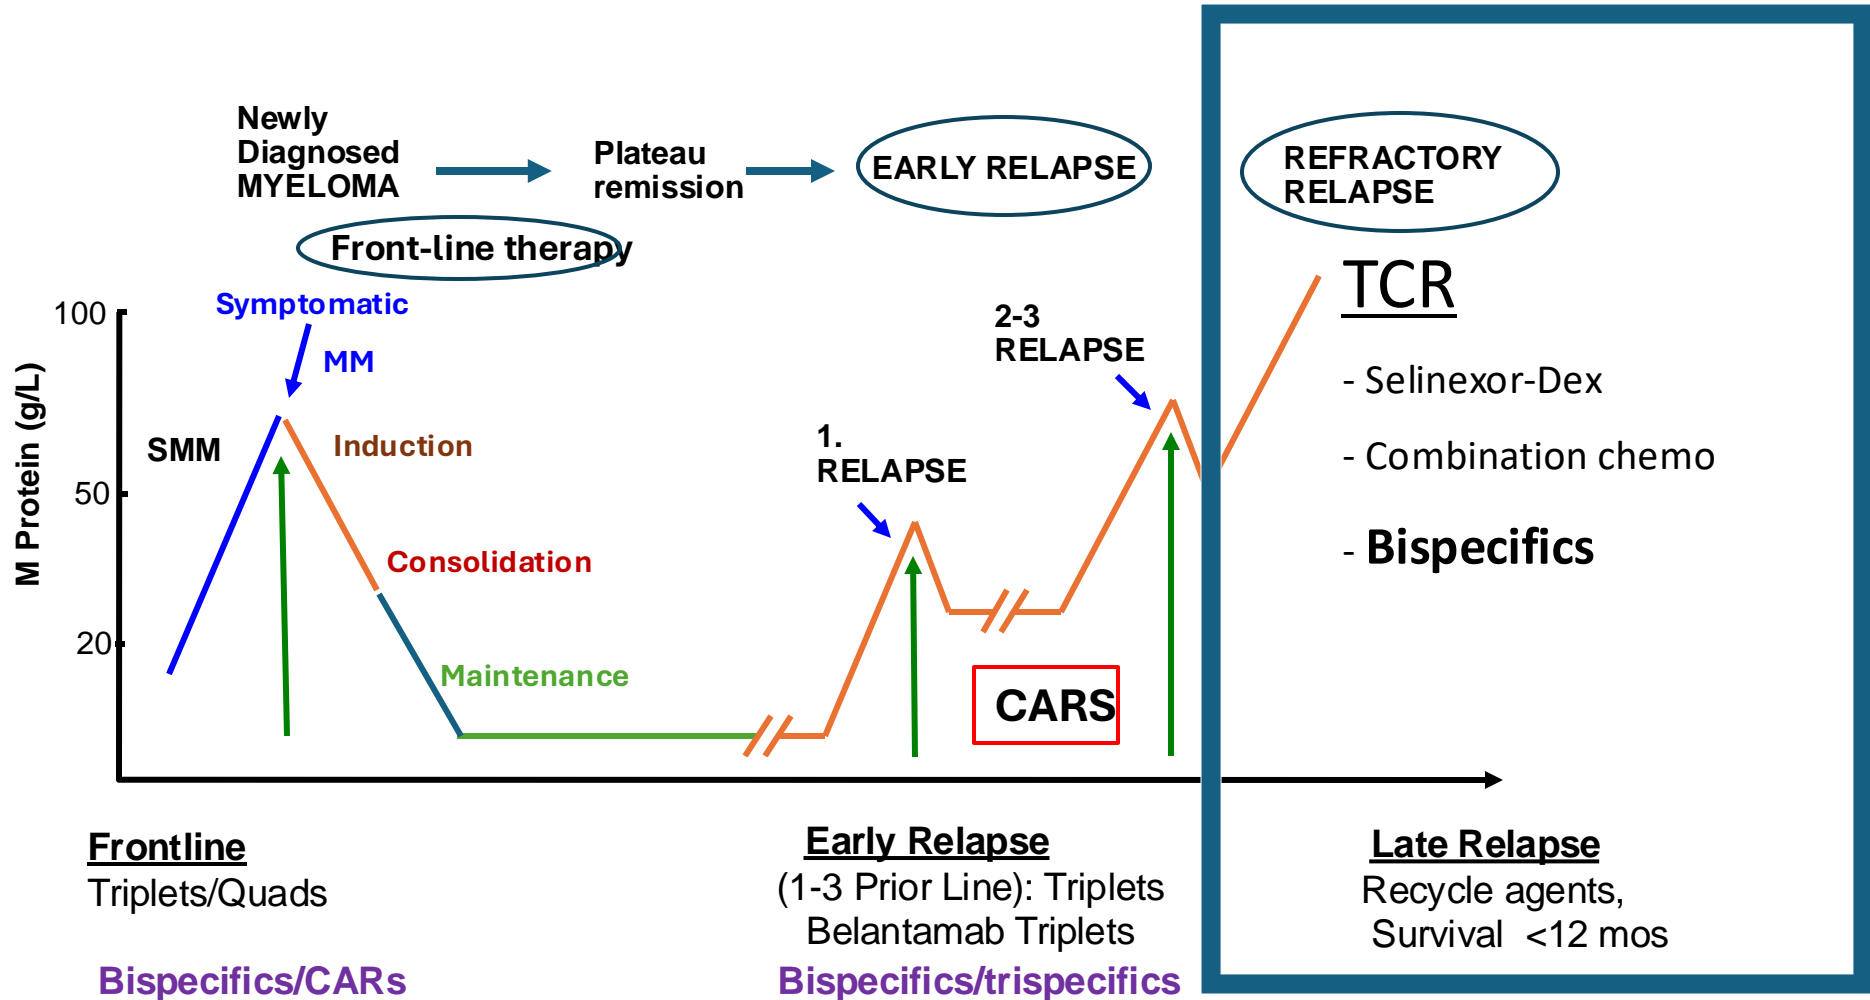 Newly
Diagnosed
MYELOMA
Plateau
remission
EARLY RELAPSE
REFRACTORY
RELAPSE
Front-line therapy
TCR
Symptomatic
MM
100
50
20
M Protein (g/L)
SMM
Induction
Consolidation
Maintenance
1.
RELAPSE
2-3
RELAPSE
CARS
- Selinexor-Dex
- Combination chemo
- Bispecifics
Frontline
Triplets/Quads
Bispecifics/CARs
Early Relapse
(1-3 Prior Line): Triplets
Belantamab Triplets
Bispecifics/trispecifics
Late Relapse
Recycle agents,
Survival <12 mos